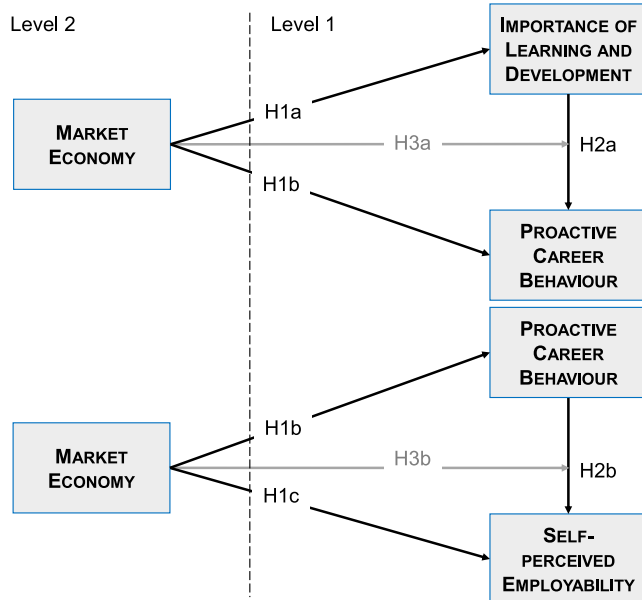 Level 2
Level 1
IMPORTANCE OF
LEARNING AND
DEVELOPMENT
H1a
MARKET
ECONOMY
H3a
H2a
H1b
PROACTIVE
CAREER
BEHAVIOUR
PROACTIVE
CAREER
BEHAVIOUR
H1b
MARKET
ECONOMY
H3b
H2b
H1c
SELF-
PERCEIVED
EMPLOYABILITY